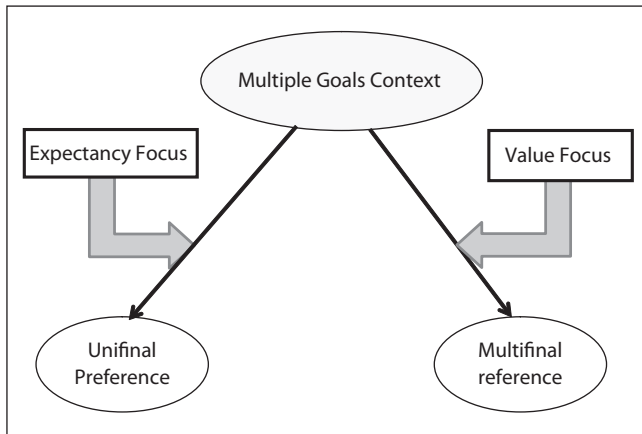 Multiple Goals Context
Expectancy Focus
Value Focus
Unifinal
Preference
Multifinal
reference